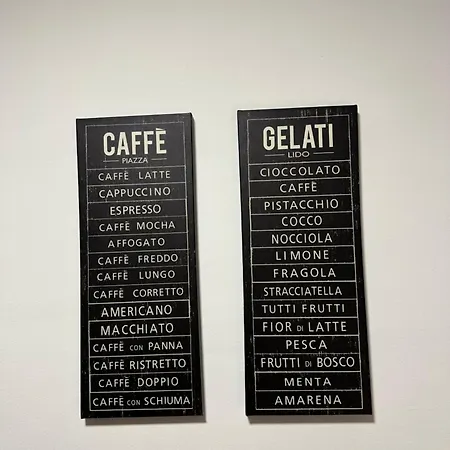 CAFFÈ
PIAZZA
CAFFÈ LATTE
CAPPUCCINO
ESPRESSO
CAFFÈ MOCHA
AFFOGATO
CAFFÈ FREDDO
CAFFÈ LUNGO
CAFFÈ CORRETTO
AMERICANO
MACCHIATO
CAFFÈ CON PANNA
CAFFÈ RISTRETTO
CAFFÈ DOPPIO
CAFFÈ CON SCHIUMA
GELATI
LIDO
CIOCCOLATO
CAFFÈ
PISTACCHIO
COCCO
NOCCIOLA
LIMONE
FRAGOLA
STRACCIATELLA
TUTTI FRUTTI
FIOR DI LATTE
PESCA
FRUTTI DI BOSCO
MENTA
AMARENA